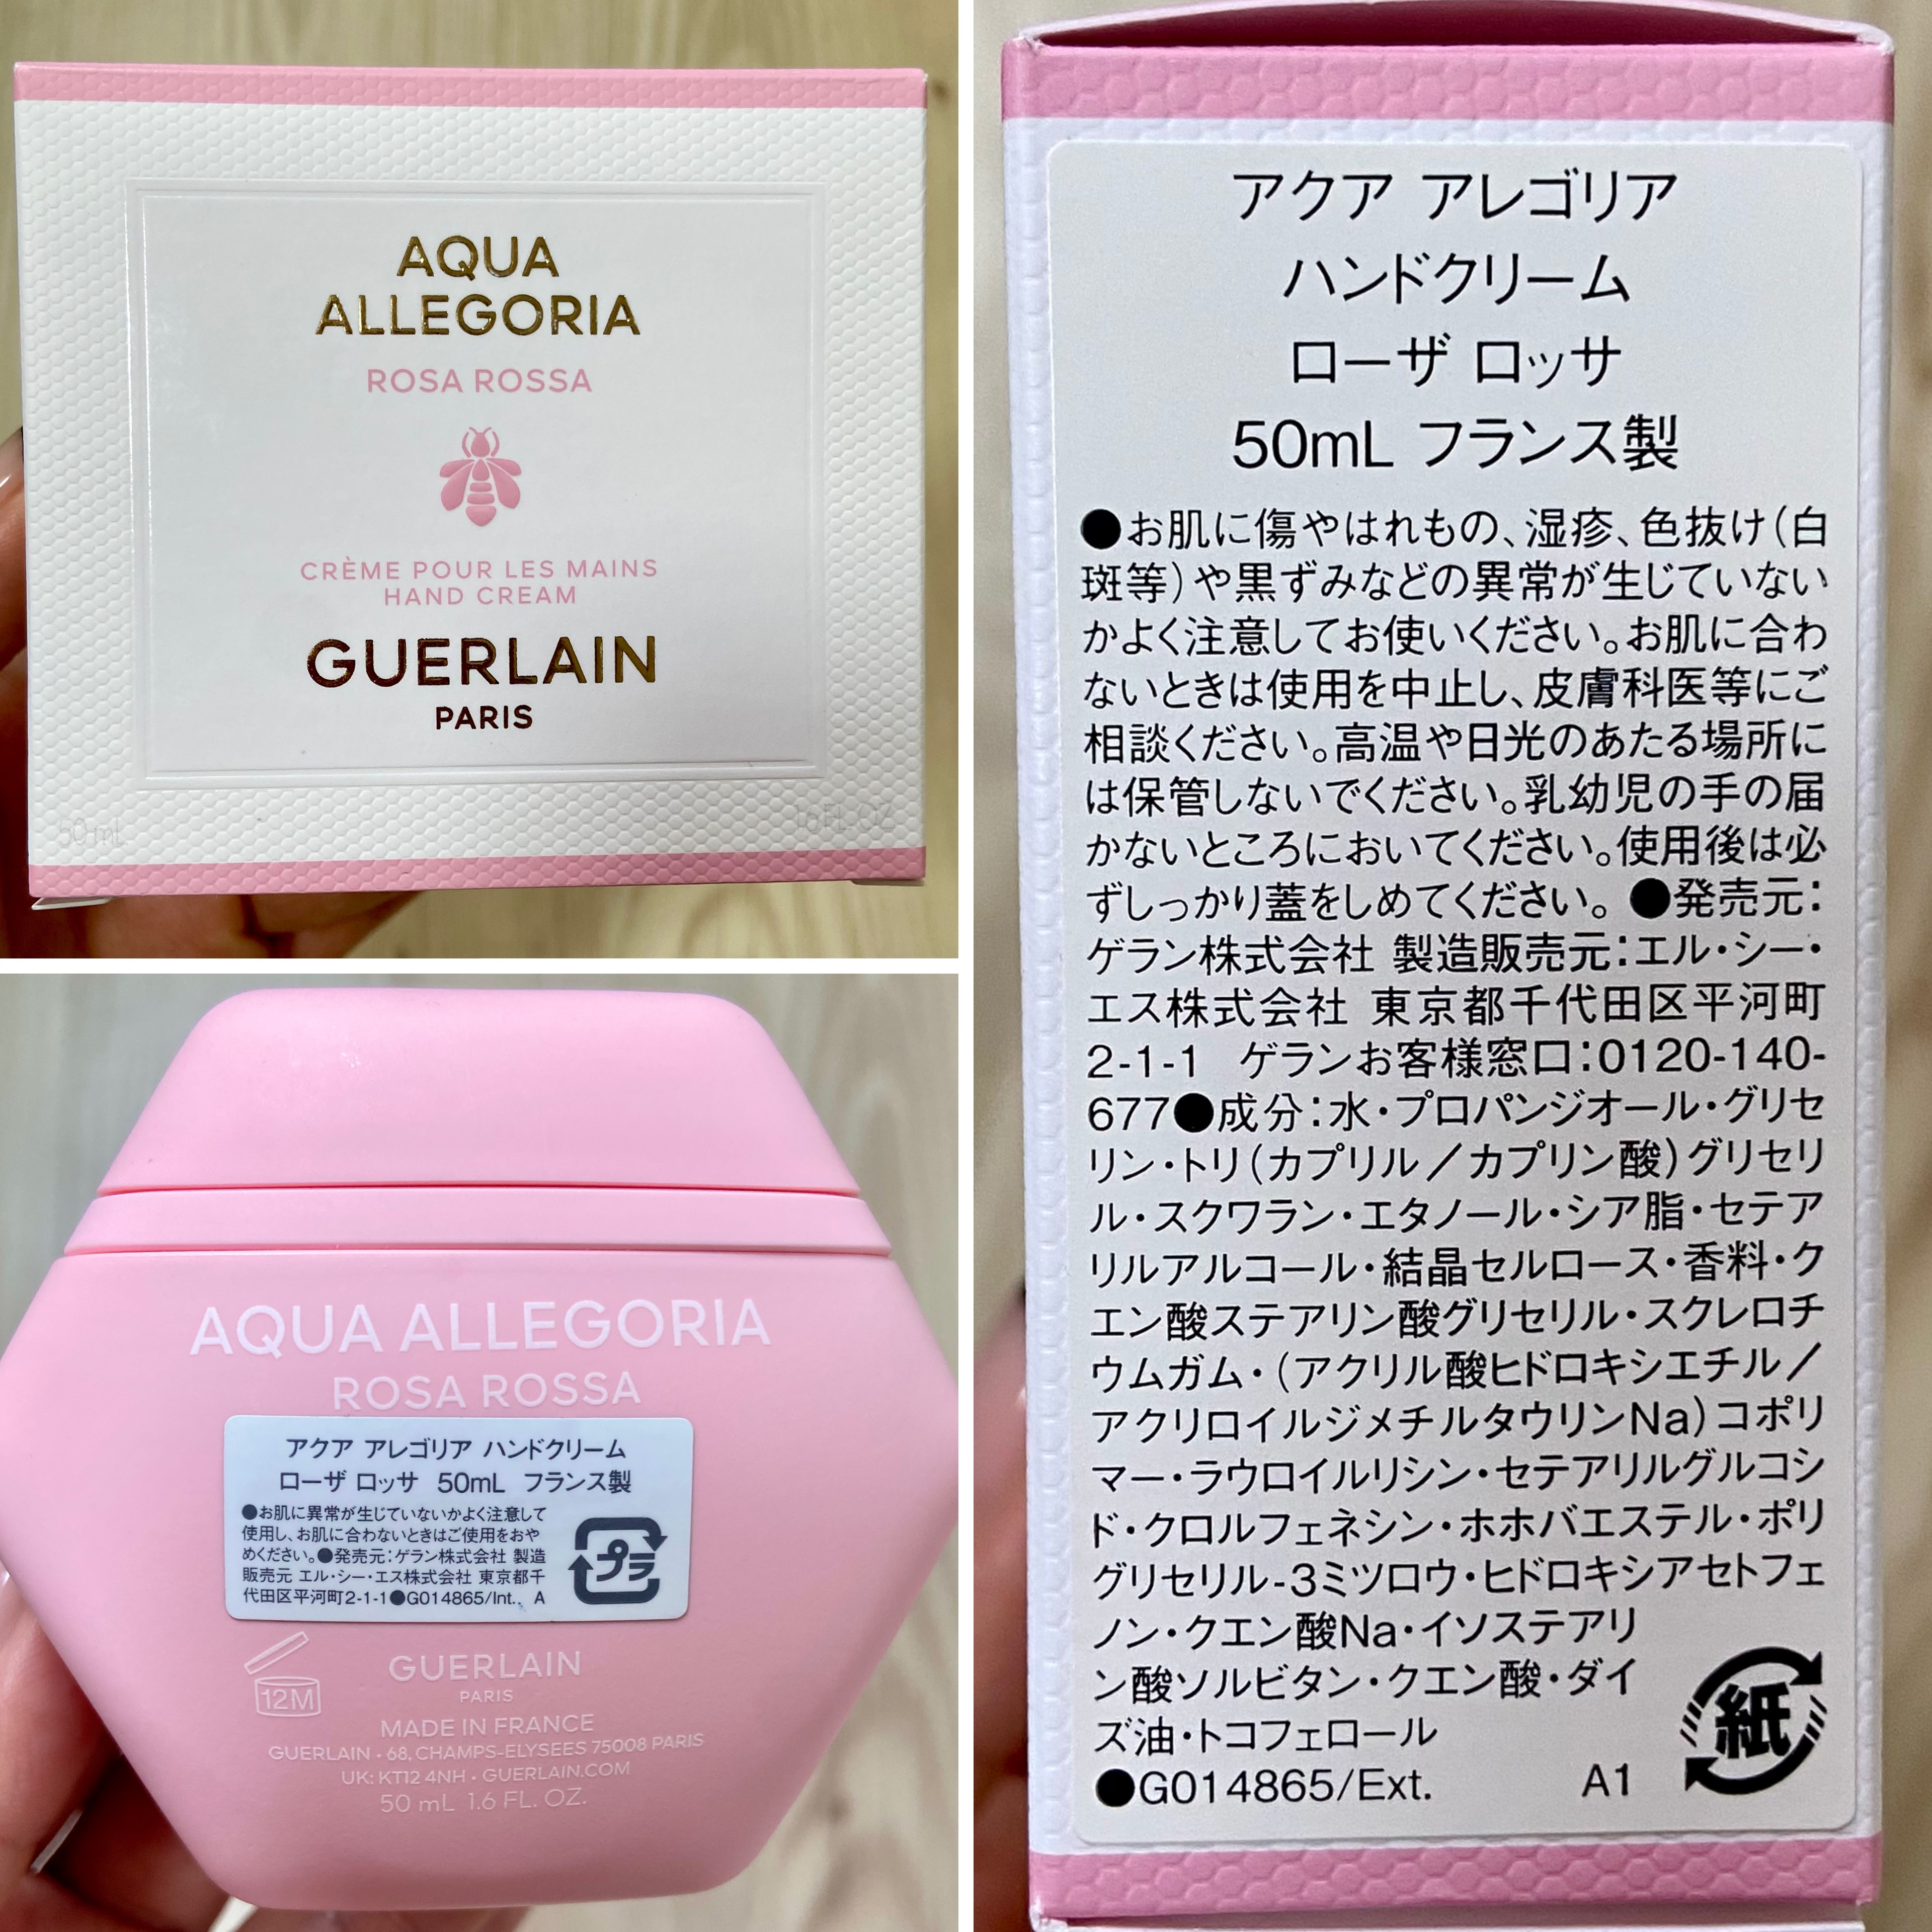 AQUA
ALLEGORIA
ROSA ROSSA
CRÈME POUR LES MAINS
HAND CREAM
GUERLAIN
PARIS
50 mL
1.6 FL. OZ
AQUA ALLEGORIA
ROSA ROSSA
アクア アレゴリア ハンドクリーム
ローザ ロッサ 50mL フランス製
●お肌に異常が生じていないかよく注意して
使用し、お肌に合わないときはご使用をおや
めください。●発売元:ゲラン株式会社 製造
販売元 エル・シー・エス株式会社 東京都千
代田区平河町2-1-1●G014865/Int.. A
プラ
12M
GUERLAIN
PARIS
MADE IN FRANCE
GUERLAIN • 68, CHAMPS-ELYSEES 75008 PARIS
UK: KT12 4NH • GUERLAIN.COM
50 mL 1.6 FL. OZ.
アクア アレゴリア
ハンドクリーム
ローザ ロッサ
50mL フランス製
●お肌に傷やはれもの、湿疹、色抜け(白
斑等)や黒ずみなどの異常が生じていない
かよく注意してお使いください。お肌に合わ
ないときは使用を中止し、皮膚科医等にご
相談ください。高温や日光のあたる場所に
は保管しないでください。乳幼児の手の届
かないところにおいてください。使用後は必
ずしっかり蓋をしめてください。●発売元:
ゲラン株式会社 製造販売元:エル・シー・
エス株式会社 東京都千代田区平河町
2-1-1 ゲランお客様窓口:0120-140-
677●成分:水・プロパンジオール・グリセ
リン・トリ(カプリル/カプリン酸)グリセリ
ル・スクワラン・エタノール・シア脂・セテア
リルアルコール・結晶セルロース・香料・ク
エン酸ステアリン酸グリセリル・スクレロチ
ウムガム・(アクリル酸ヒドロキシエチル/
アクリロイルジメチルタウリンNa)コポリ
マー・ラウロイルリシン・セテアリルグルコシ
ド・クロルフェネシン・ホホバエステル・ポリ
グリセリル-3ミツロウ・ヒドロキシアセトフェ
ノン・クエン酸Na・イソステアリ
ン酸ソルビタン・クエン酸・ダイ
ズ油・トコフェロール
●G014865/Ext. A1
紙